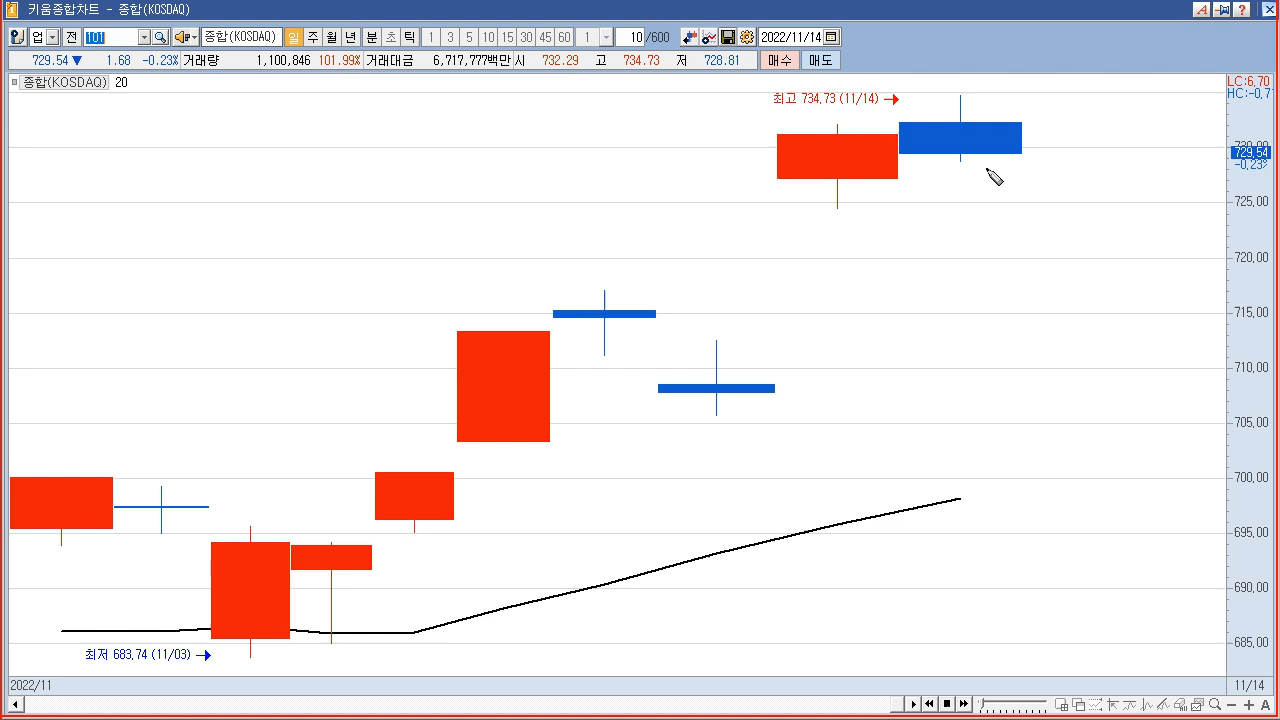 키움종합차트 - 종합(KOSDAQ)
업 전 101 종합(KOSDAQ) 일 주 월 년 분 초 틱 1 3 5 10 15 30 45 60 1 10 /600 2022/11/14
729.54 ▼ 1.68 -0.23% 거래량 1,100,846 101.99% 거래대금 6,717,777백만 시 732.29 고 734.73 저 728.81 매수 매도
종합(KOSDAQ) 20
LC:6.70
HC:-0.7
최고 734.73 (11/14) →
729.54
-0.23%
725.00
720.00
715.00
710.00
705.00
700.00
695.00
690.00
685.00
최저 683.74 (11/03) →
2022/11
11/14